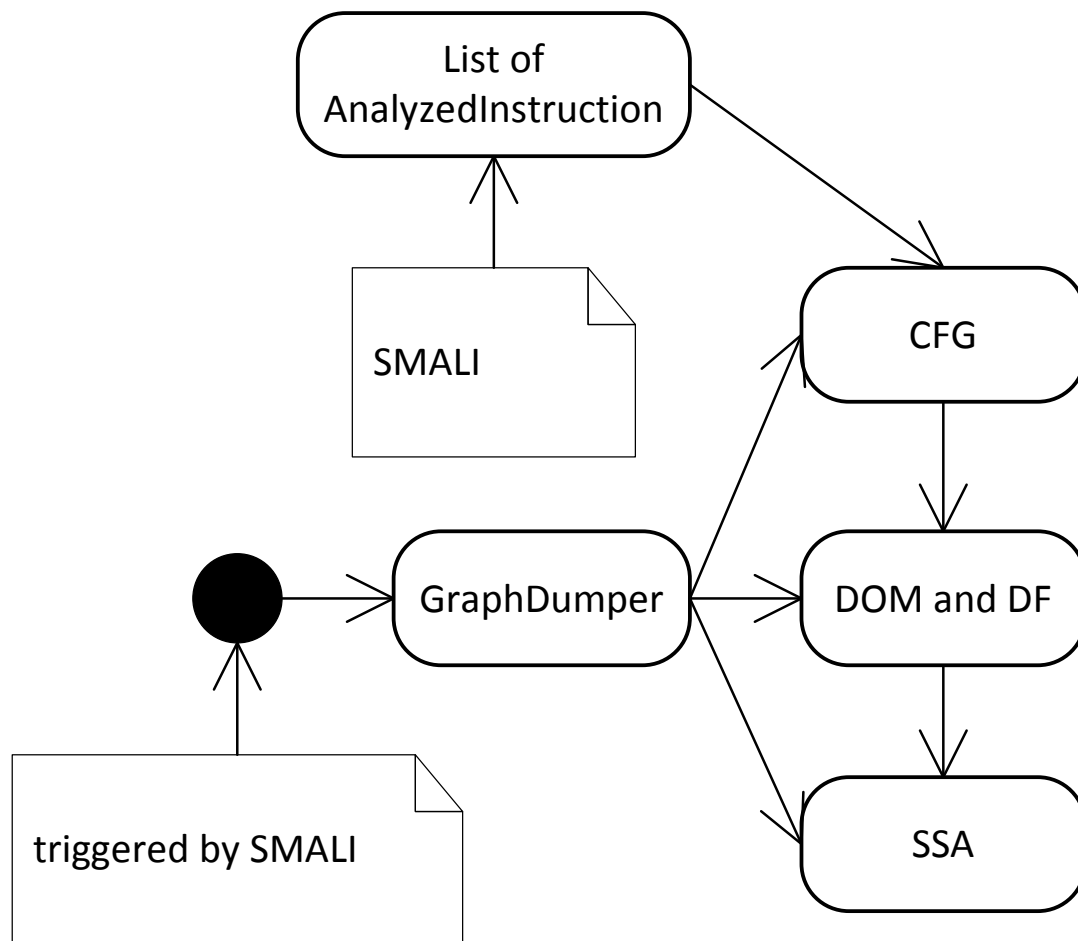 List of
AnalyzedInstruction
SMALI
CFG
GraphDumper
DOM and DF
triggered by SMALI
SSA